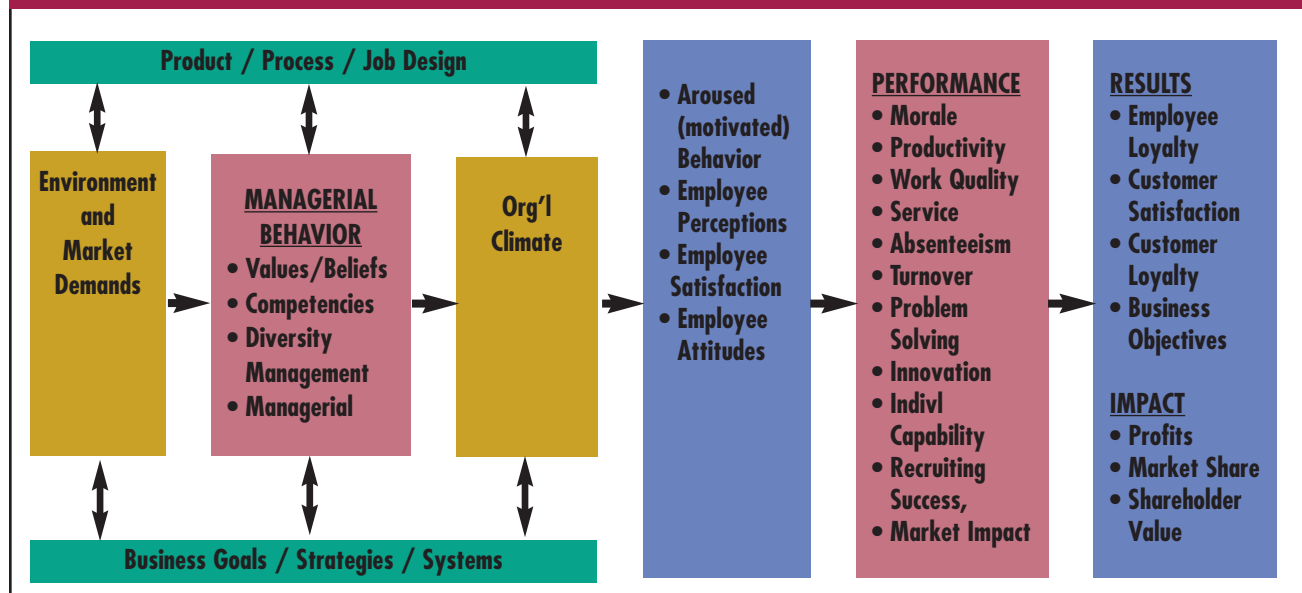 Product / Process / Job Design
Environment
and
Market
Demands
MANAGERIAL
BEHAVIOR
• Values/Beliefs
• Competencies
• Diversity
Management
• Managerial
Org'l
Climate
• Aroused
(motivated)
Behavior
• Employee
Perceptions
• Employee
Satisfaction
• Employee
Attitudes
PERFORMANCE
• Morale
• Productivity
• Work Quality
• Service
• Absenteeism
• Turnover
• Problem
Solving
• Innovation
• Indivl
Capability
• Recruiting
Success,
• Market Impact
RESULTS
• Employee
Loyalty
• Customer
Satisfaction
• Customer
Loyalty
• Business
Objectives
IMPACT
• Profits
• Market Share
• Shareholder
Value
Business Goals / Strategies / Systems